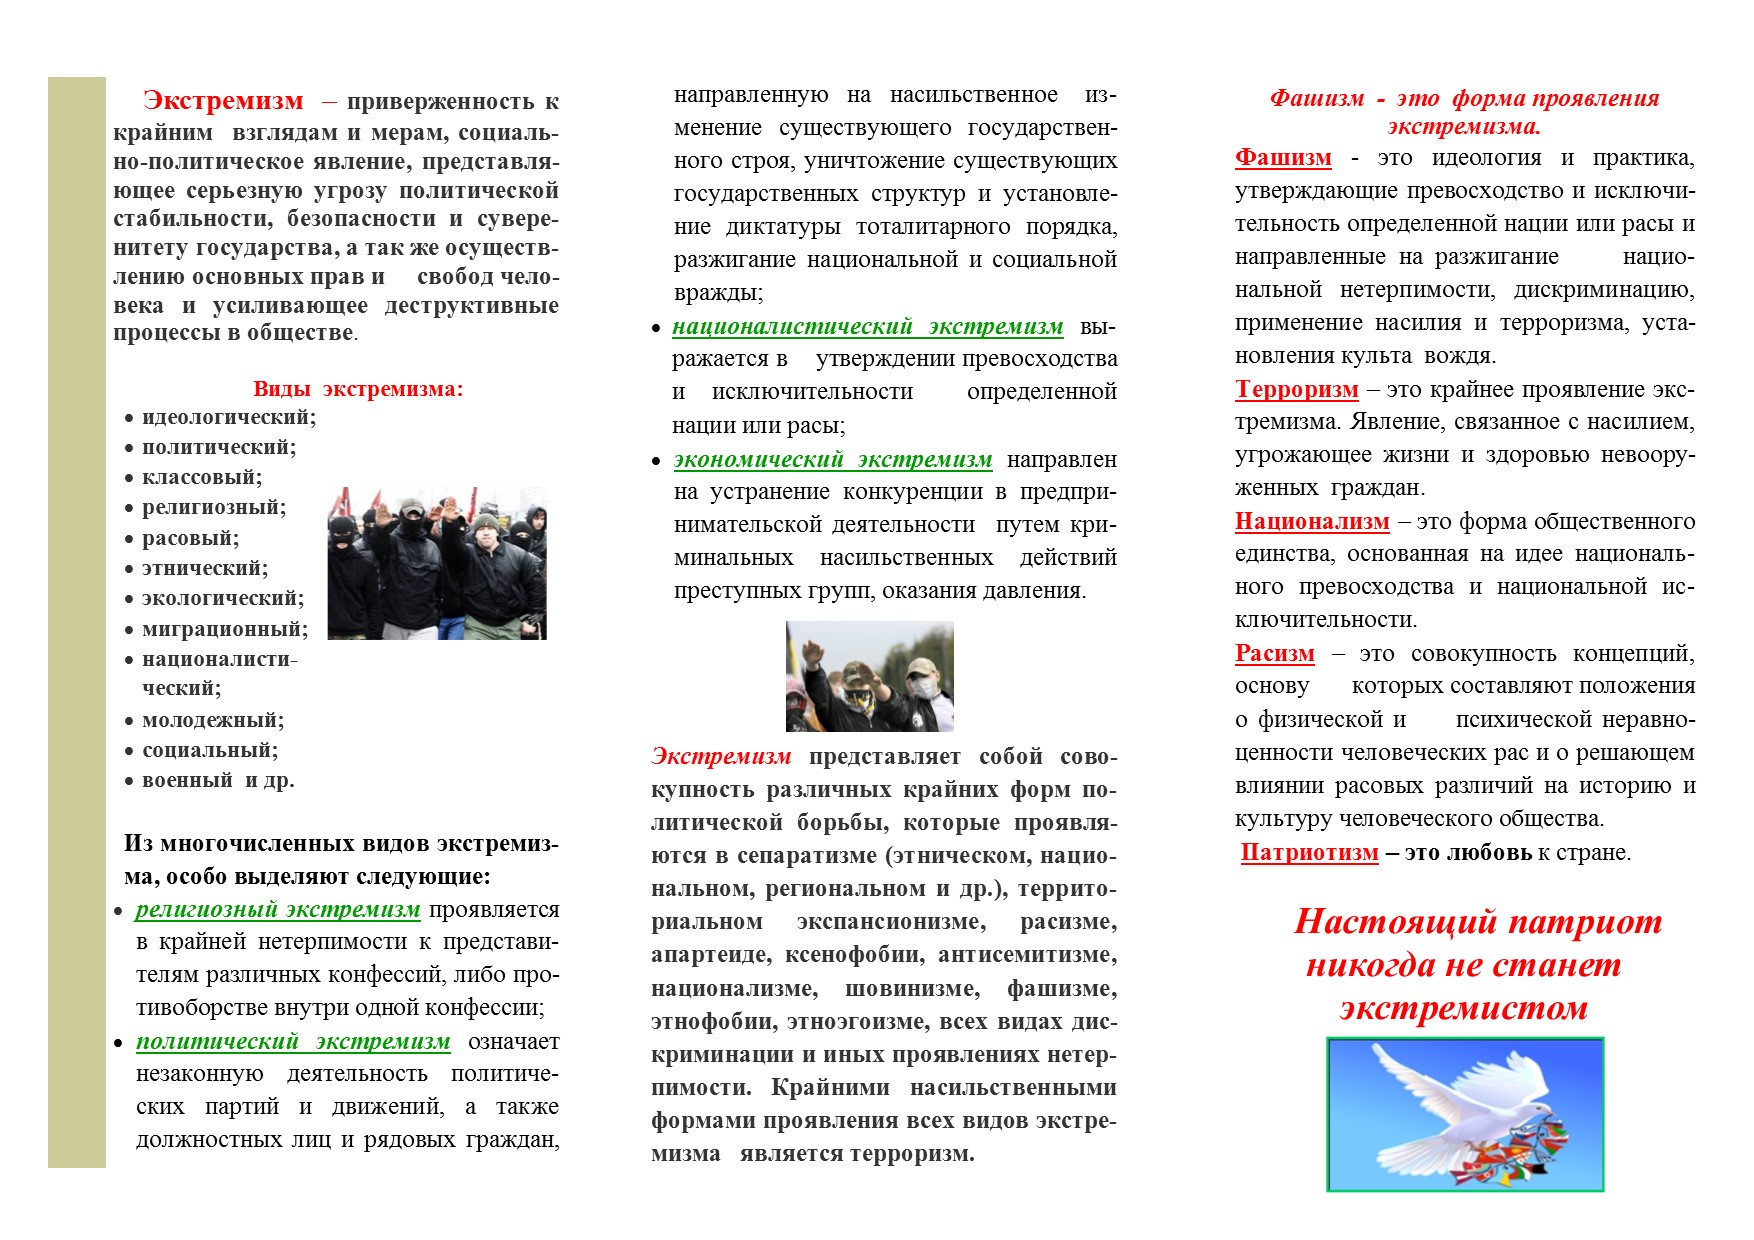 Экстремизм – приверженность к
крайним взглядам и мерам, социаль-
но-политическое явление, представля-
ющее серьезную угрозу политической
стабильности, безопасности и сувере-
нитету государства, а так же осуществ-
лению основных прав и свобод чело-
века и усиливающее деструктивные
процессы в обществе.
Виды экстремизма:
• идеологический;
• политический;
• классовый;
• религиозный;
• расовый;
• этнический;
• экологический;
• миграционный;
• националисти-
ческий;
• молодежный;
• социальный;
• военный и др.
Из многочисленных видов экстремиз-
ма, особо выделяют следующие:
• религиозный экстремизм проявляется
в крайней нетерпимости к представи-
телям различных конфессий, либо про-
тивоборстве внутри одной конфессии;
• политический экстремизм означает
незаконную деятельность политиче-
ских партий и движений, а также
должностных лиц и рядовых граждан,
направленную на насильственное из-
менение существующего государствен-
ного строя, уничтожение существующих
государственных структур и установле-
ние диктатуры тоталитарного порядка,
разжигание национальной и социальной
вражды;
• националистический экстремизм вы-
ражается в утверждении превосходства
и исключительности определенной
нации или расы;
• экономический экстремизм направлен
на устранение конкуренции в предпри-
нимательской деятельности путем кри-
минальных насильственных действий
преступных групп, оказания давления.
Экстремизм представляет собой сово-
купность различных крайних форм по-
литической борьбы, которые проявля-
ются в сепаратизме (этническом, нацио-
нальном, региональном и др.), террито-
риальном экспансионизме, расизме,
апартеиде, ксенофобии, антисемитизме,
национализме, шовинизме, фашизме,
этнофобии, этноэгоизме, всех видах дис-
криминации и иных проявлениях нетер-
пимости. Крайними насильственными
формами проявления всех видов экстре-
мизма является терроризм.
Фашизм - это форма проявления
экстремизма.
Фашизм - это идеология и практика,
утверждающие превосходство и исключи-
тельность определенной нации или расы и
направленные на разжигание нацио-
нальной нетерпимости, дискриминацию,
применение насилия и терроризма, уста-
новления культа вождя.
Терроризм – это крайнее проявление экс-
тремизма. Явление, связанное с насилием,
угрожающее жизни и здоровью невоору-
женных граждан.
Национализм – это форма общественного
единства, основанная на идее националь-
ного превосходства и национальной ис-
ключительности.
Расизм – это совокупность концепций,
основу которых составляют положения
о физической и психической неравно-
ценности человеческих рас и о решающем
влиянии расовых различий на историю и
культуру человеческого общества.
Патриотизм – это любовь к стране.
Настоящий патриот
никогда не станет
экстремистом